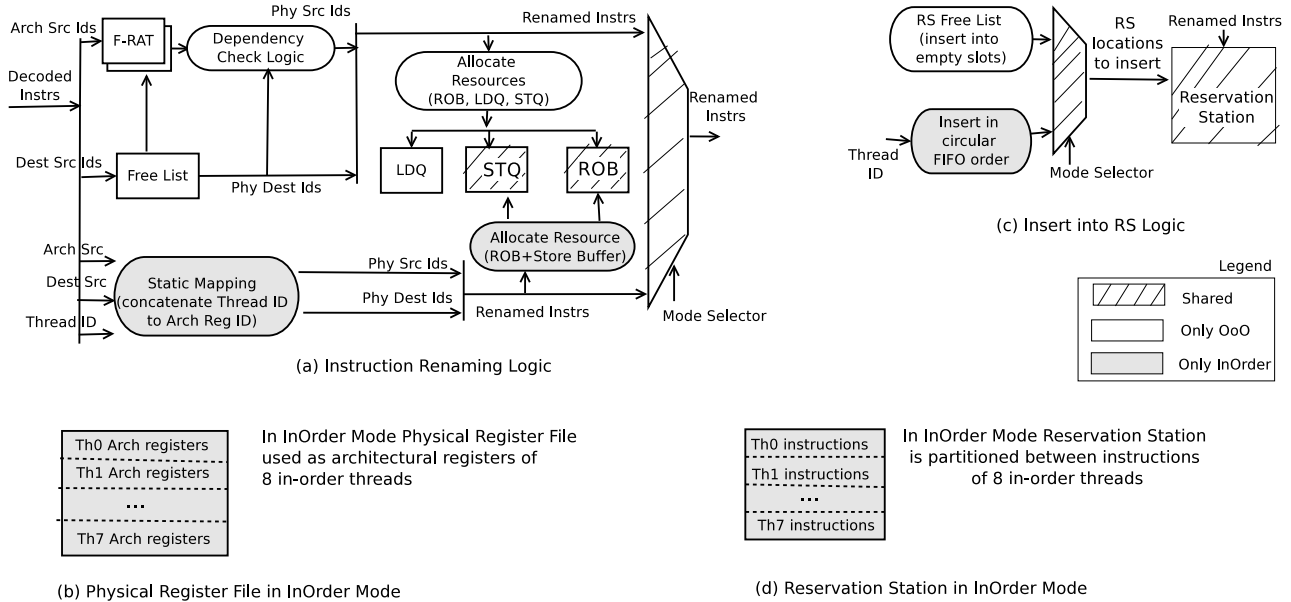 Phy Src Ids
Renamed Instrs
Arch Src Ids
F-RAT
Dependency
Check Logic
Decoded
Instrs
Allocate
Resources
(ROB, LDQ, STQ)
Renamed
Instrs
Dest Src Ids
Free List
Phy Dest Ids
LDQ
STQ
ROB
Allocate Resource
(ROB+Store Buffer)
Arch Src
Dest Src
Thread ID
Static Mapping
(concatenate Thread ID
to Arch Reg ID)
Phy Src Ids
Phy Dest Ids
Renamed Instrs
Mode Selector
(a) Instruction Renaming Logic
RS Free List
(insert into
empty slots)
RS
locations
to insert
Renamed Instrs
Reservation
Station
Insert in
circular
FIFO order
Thread
ID
Mode Selector
(c) Insert into RS Logic
Legend
Shared
Only OoO
Only InOrder
Th0 Arch registers
Th1 Arch registers
...
Th7 Arch registers
In InOrder Mode Physical Register File
used as architectural registers of
8 in-order threads
(b) Physical Register File in InOrder Mode
Th0 instructions
Th1 instructions
...
Th7 instructions
In InOrder Mode Reservation Station
is partitioned between instructions
of 8 in-order threads
(d) Reservation Station in InOrder Mode